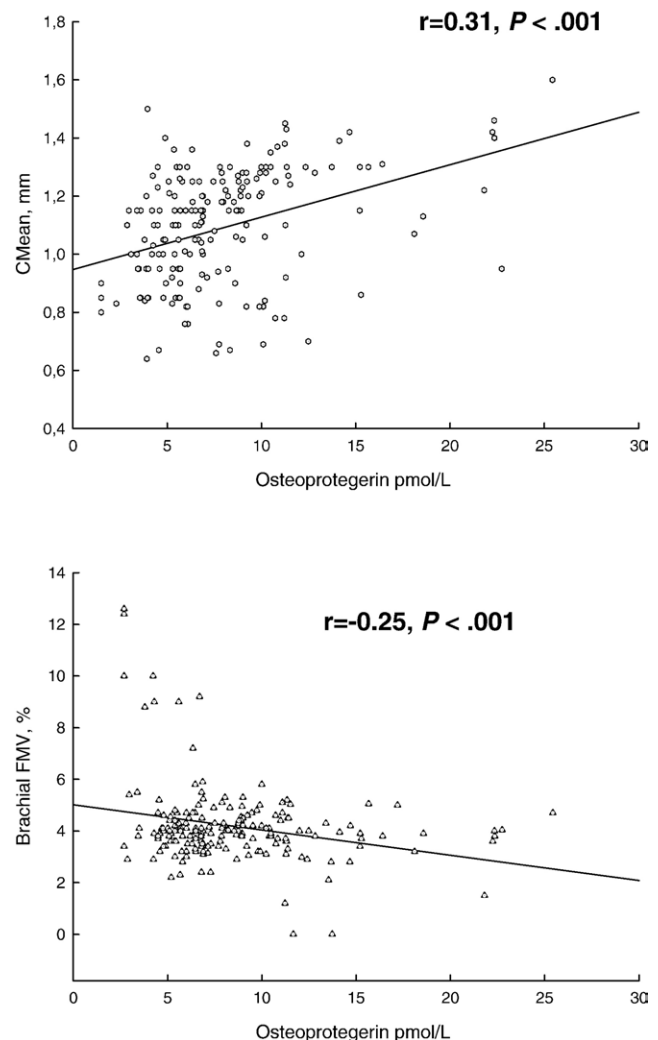 r=0.31, P < .001
1,8
1,6
1,4
1,2
1,0
0,8
0,6
0,4
CMean, mm
0 5 10 15 20 25 30
Osteoprotegerin pmol/L
14
12
10
8
6
4
2
0
r=-0.25, P < .001
Brachial FMV, %
0 5 10 15 20 25 30
Osteoprotegerin pmol/L